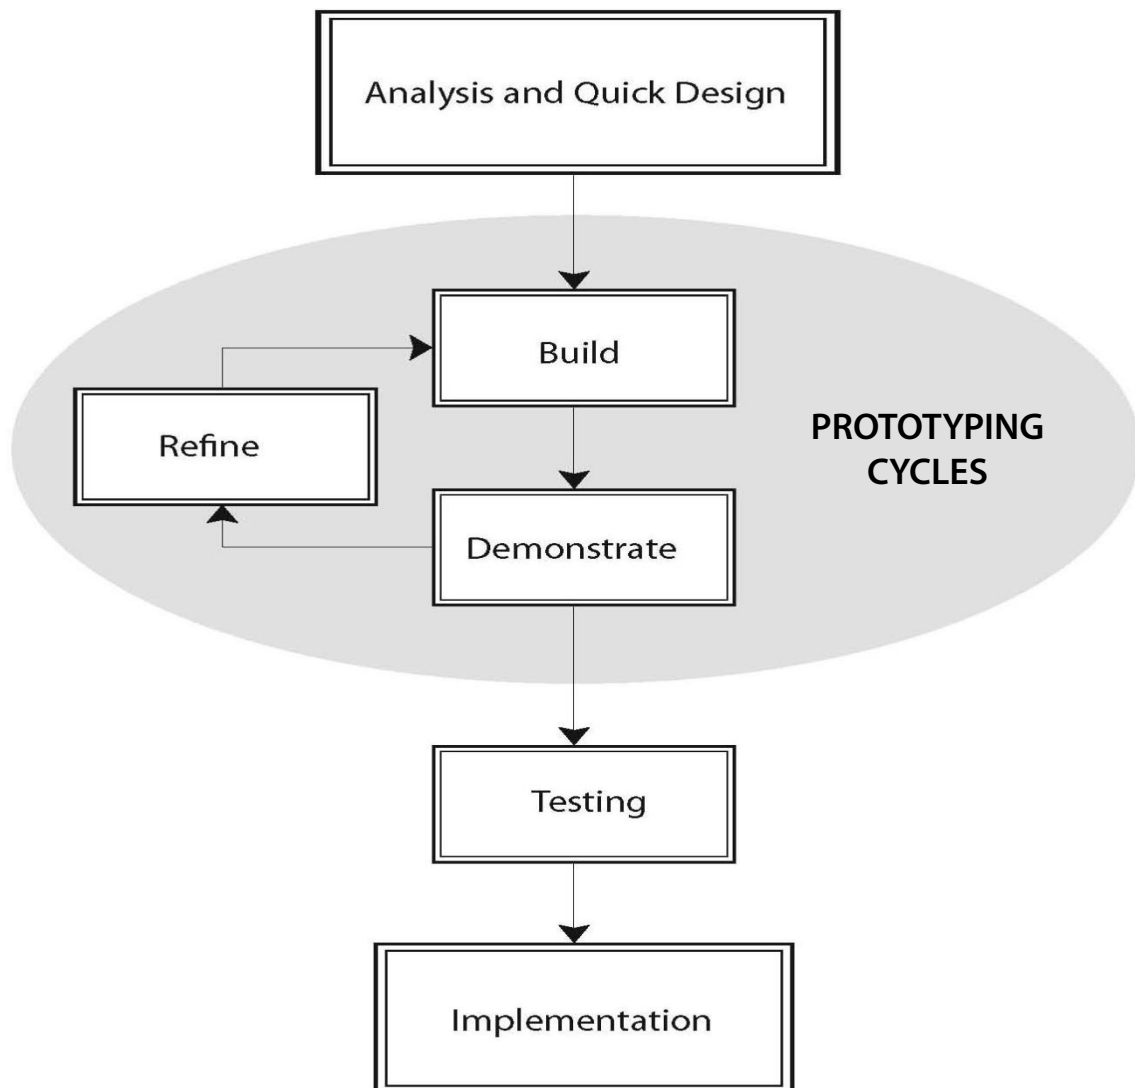 Analysis and Quick Design
Build
Refine
PROTOTYPING
CYCLES
Demonstrate
Testing
Implementation